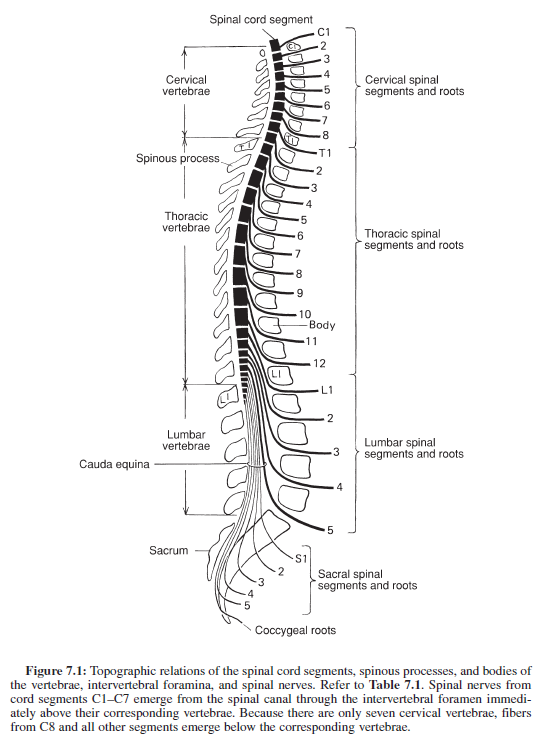 Spinal cord segment
C1
C1
2
3
4
5
6
7
8
Cervical
vertebrae
Cervical spinal
segments and roots
T1
T1
T1
Spinous process
2
3
4
5
6
7
8
9
10
Body
11
12
Thoracic
vertebrae
Thoracic spinal
segments and roots
L1
L1
L1
2
3
4
5
Lumbar
vertebrae
Lumbar spinal
segments and roots
Cauda equina
Sacrum
S1
2
3
4
5
Sacral spinal
segments and roots
Coccygeal roots
Figure 7.1: Topographic relations of the spinal cord segments, spinous processes, and bodies of
the vertebrae, intervertebral foramina, and spinal nerves. Refer to Table 7.1. Spinal nerves from
cord segments C1–C7 emerge from the spinal canal through the intervertebral foramen immedi-
ately above their corresponding vertebrae. Because there are only seven cervical vertebrae, fibers
from C8 and all other segments emerge below the corresponding vertebrae.